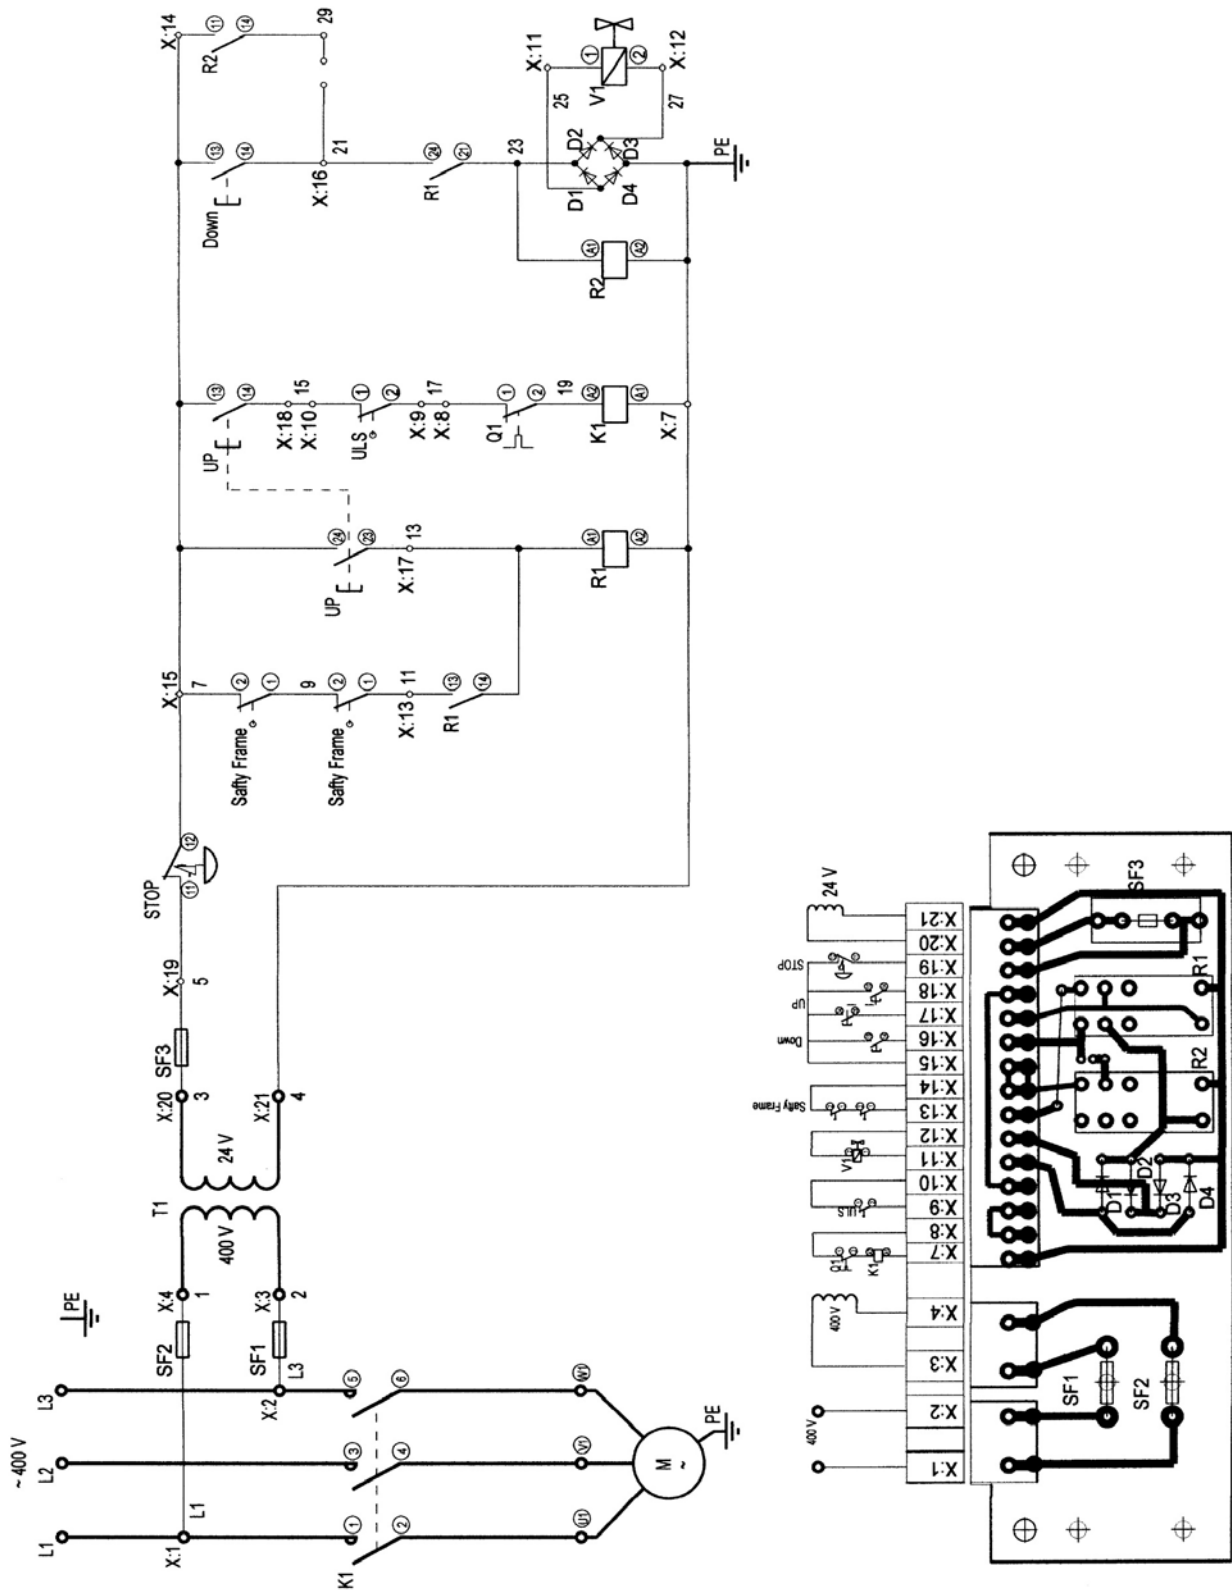 ~ 400 V
L1
L2
L3
PE
X:1
L1
X:2
L3
SF2
SF1
X:4
1
X:3
2
T1
400 V
24 V
X:20
3
X:21
4
SF3
X:19
5
STOP
11
12
X:15
7
Safty Frame
2
1
9
Safty Frame
2
1
X:13
11
R1
13
14
UP
24
23
X:17
13
R1
A1
A2
UP
13
14
X:18
X:10
15
ULS
1
2
X:9
X:8
17
Q1
1
2
19
K1
A2
A1
X:7
Down
13
14
X:16
21
R1
24
21
23
R2
A1
A2
X:14
R2
11
14
29
D1
D2
D3
D4
25
27
X:11
X:12
V1
1
2
PE
K1
1
2
3
4
5
6
U1
V1
W1
M
~
PE
400 V
400 V
Q1
K1
ULS
V1
Safty Frame
Down
UP
STOP
24 V
X:1
X:2
X:3
X:4
X:7
X:8
X:9
X:10
X:11
X:12
X:13
X:14
X:15
X:16
X:17
X:18
X:19
X:20
X:21
SF1
SF2
D1
D2
D3
D4
R2
R1
SF3